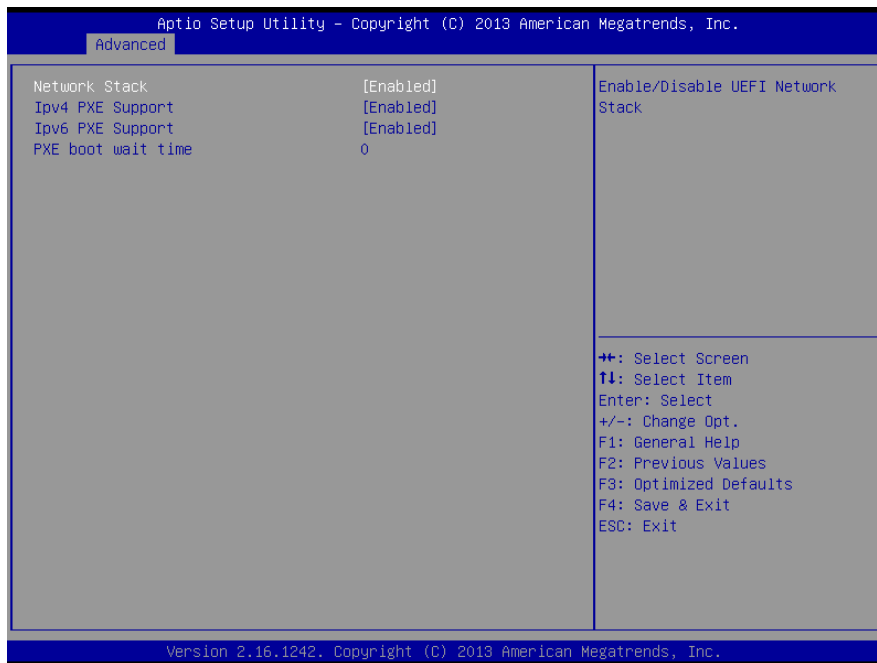 Aptio Setup Utility – Copyright (C) 2013 American Megatrends, Inc.
Advanced
Network Stack [Enabled]
Ipv4 PXE Support [Enabled]
Ipv6 PXE Support [Enabled]
PXE boot wait time 0
Enable/Disable UEFI Network
Stack
→←: Select Screen
↑↓: Select Item
Enter: Select
+/-: Change Opt.
F1: General Help
F2: Previous Values
F3: Optimized Defaults
F4: Save & Exit
ESC: Exit
Version 2.16.1242. Copyright (C) 2013 American Megatrends, Inc.